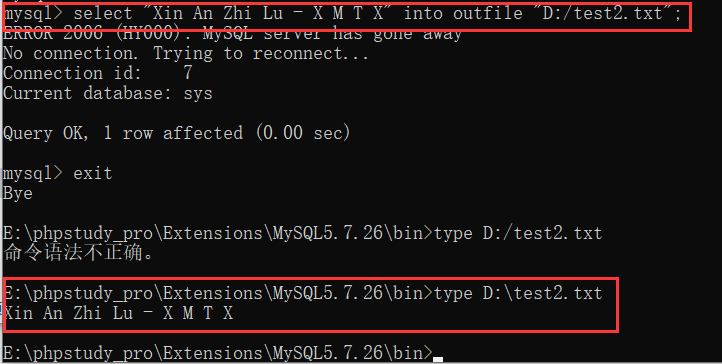 mysql> select "Xin An Zhi Lu - X M T X" into outfile "D:/test2.txt";
ERROR 2006 (HY000): MySQL server has gone away
No connection. Trying to reconnect...
Connection id:    7
Current database: sys
Query OK, 1 row affected (0.00 sec)
mysql> exit
Bye
E:\phpstudy_pro\Extensions\MySQL5.7.26\bin>type D:/test2.txt
命令语法不正确。
E:\phpstudy_pro\Extensions\MySQL5.7.26\bin>type D:\test2.txt
Xin An Zhi Lu - X M T X
E:\phpstudy_pro\Extensions\MySQL5.7.26\bin>